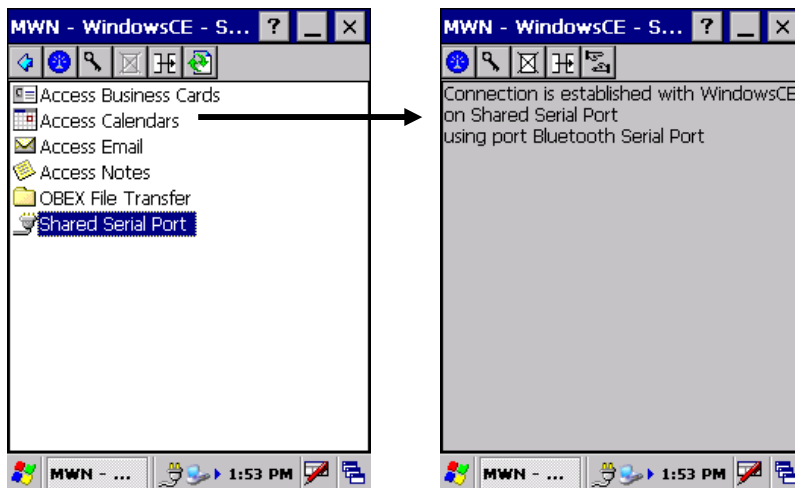 MWN - WindowsCE - S... ? _ ×
Access Business Cards
Access Calendars
Access Email
Access Notes
OBEX File Transfer
Shared Serial Port
MWN - ... 1:53 PM
MWN - WindowsCE - S... ? _ ×
Connection is established with WindowsCE
on Shared Serial Port
using port Bluetooth Serial Port
MWN - ... 1:53 PM